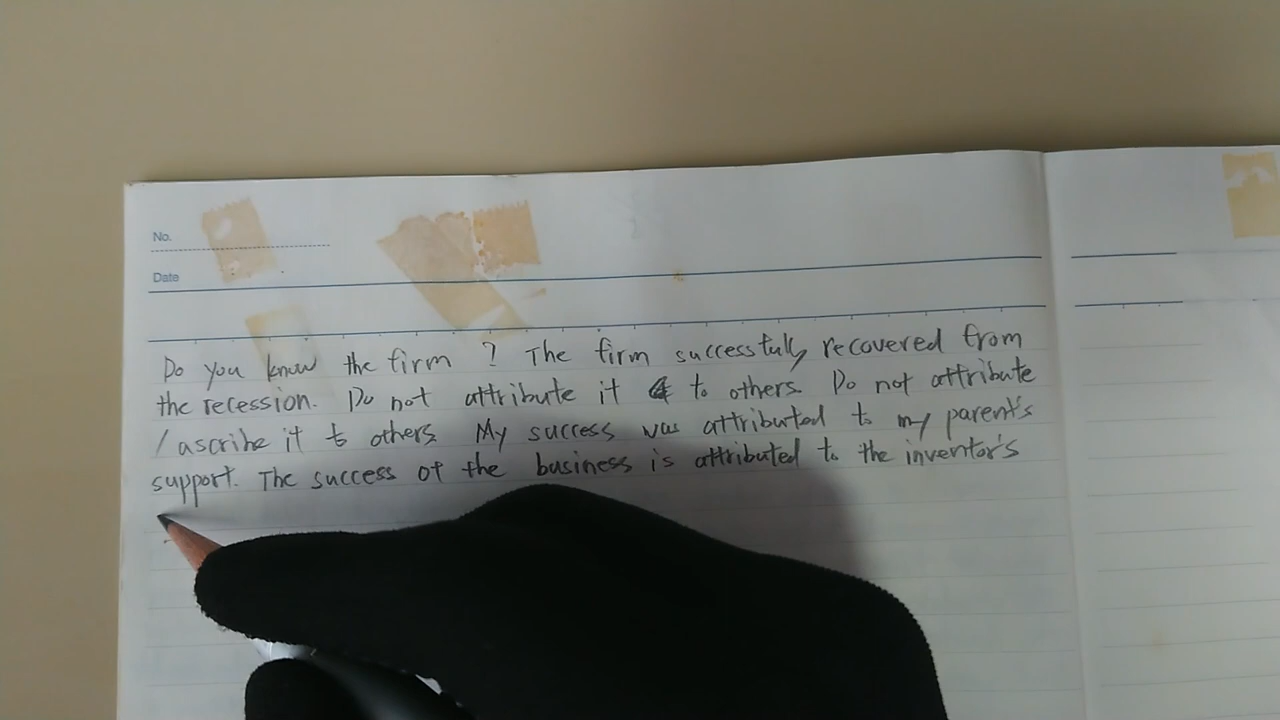 No.
Date
Do you know the firm ? The firm successfully recovered from
the recession. Do not attribute it to others. Do not attribute
/ ascribe it to others. My success was attributed to my parent's
support. The success of the business is attributed to the inventor's